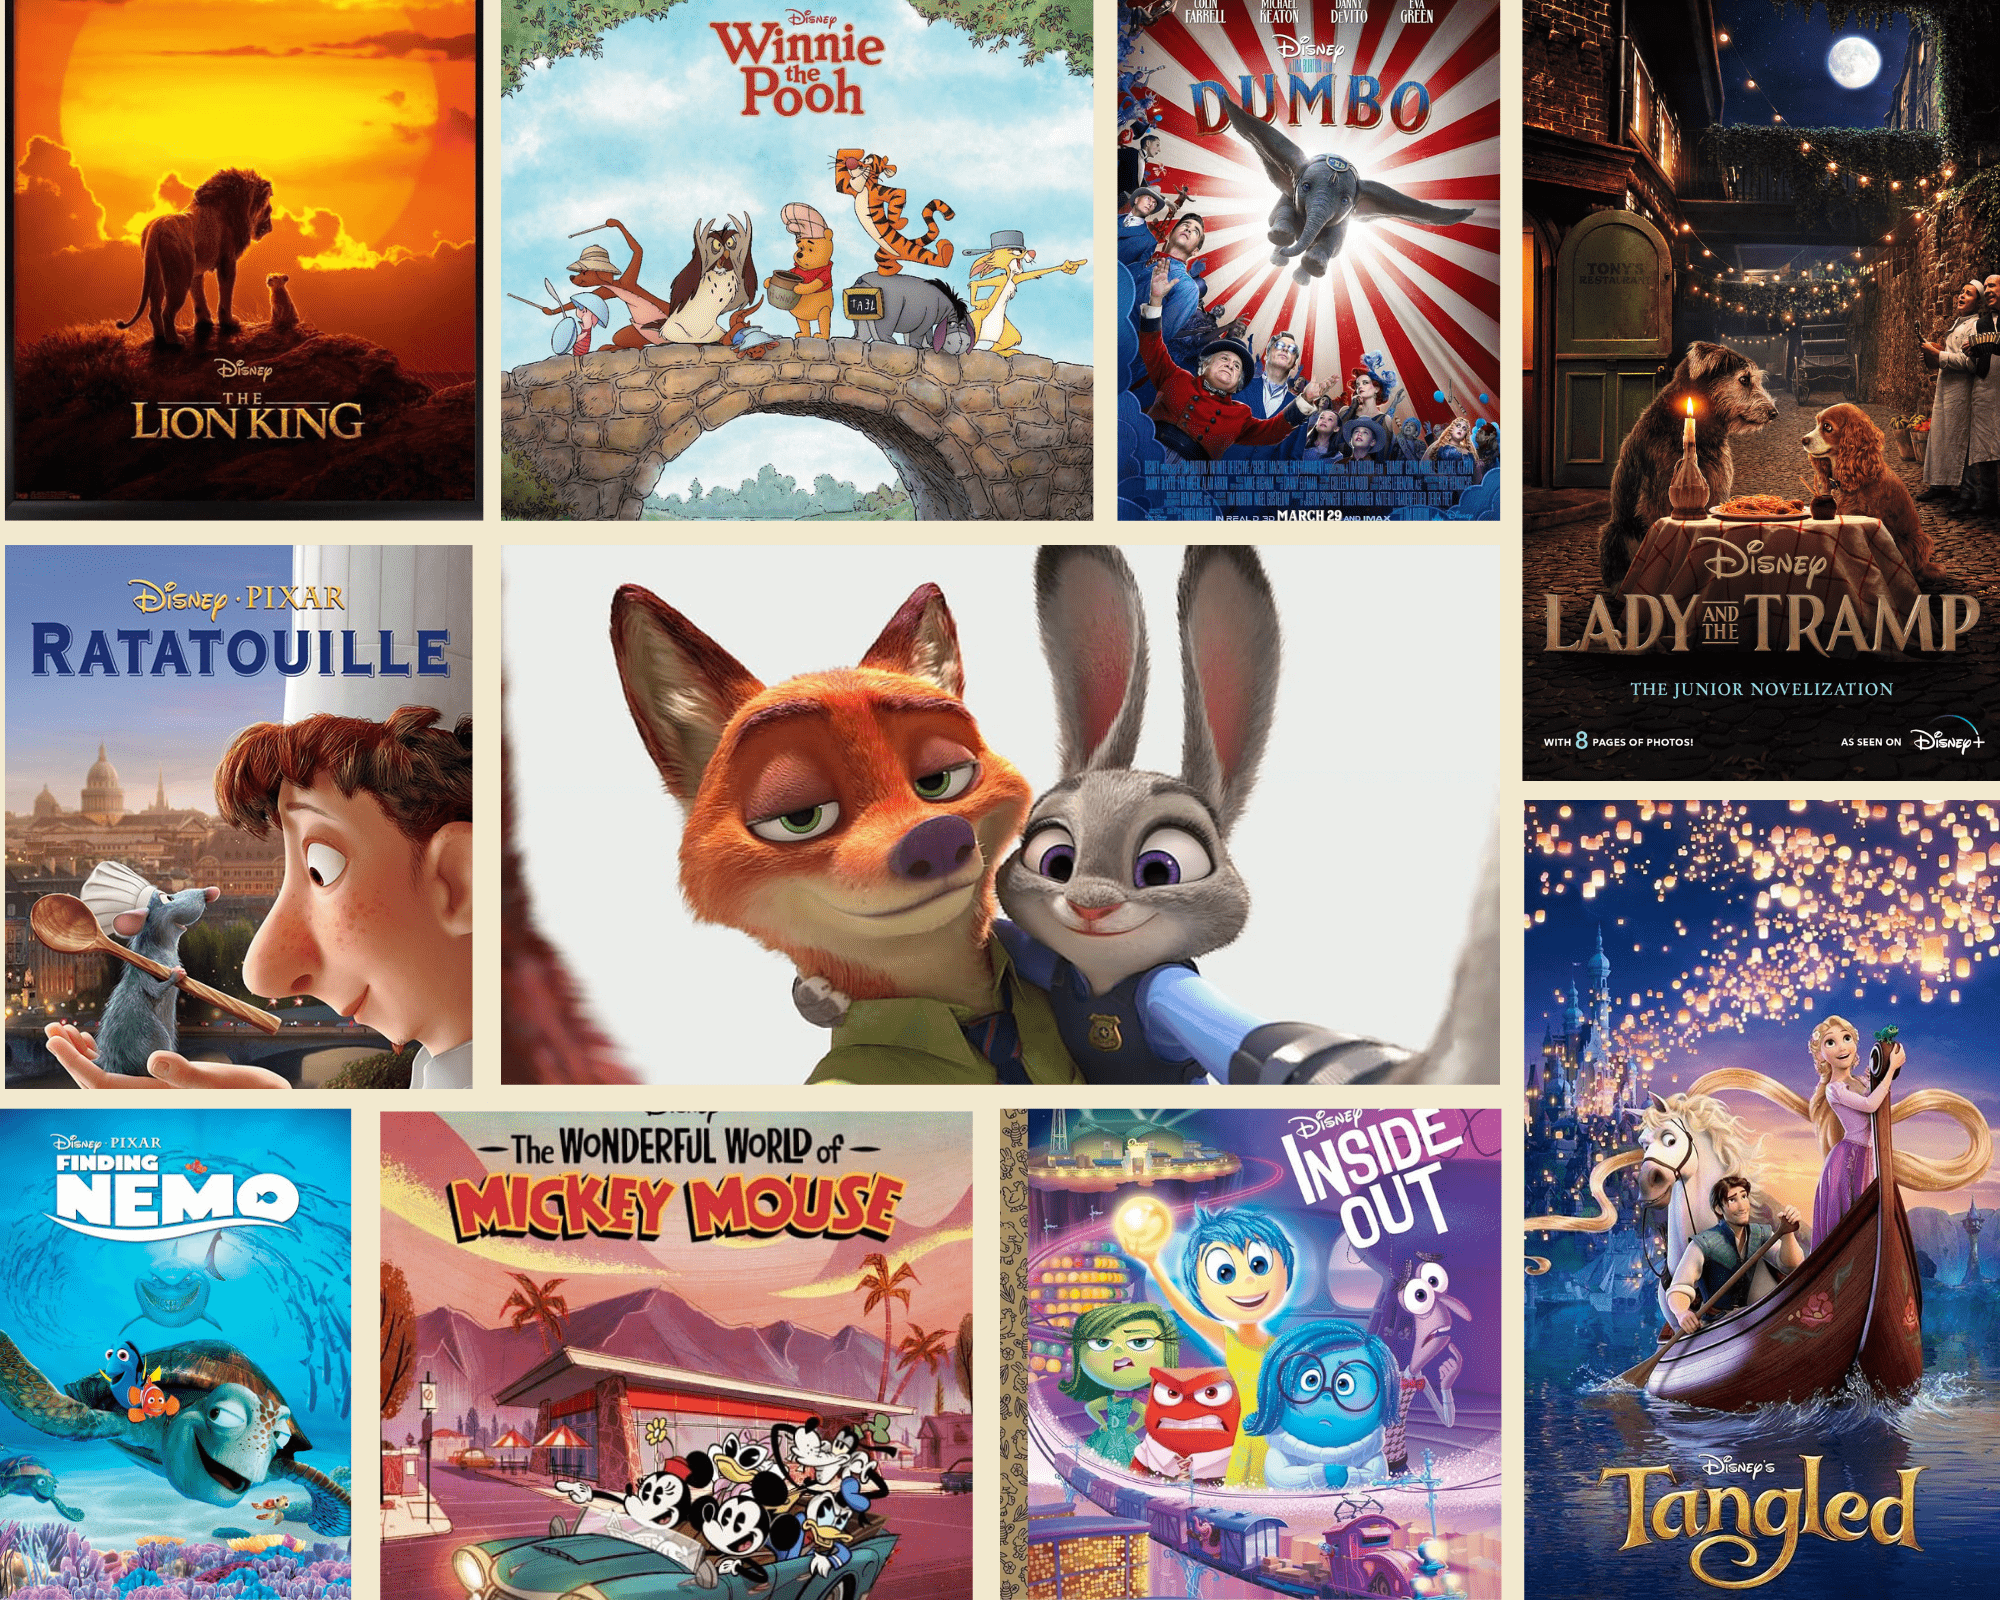 Disney
THE
LION KING
Disney
Winnie
the
Pooh
TAƎL
COLIN
FARRELL
MICHAEL
KEATON
DANNY
DeVITO
EVA
GREEN
Disney
DUMBO
IN REAL D 3D MARCH 29 AND IMAX
TONY'S
RESTAURANT
Disney
LADY AND THE TRAMP
THE JUNIOR NOVELIZATION
WITH 8 PAGES OF PHOTOS!
AS SEEN ON Disney+
Disney · PIXAR
RATATOUILLE
Disney · PIXAR
FINDING
NEMO
Disney
The WONDERFUL WORLD of
MICKEY MOUSE
Disney
INSIDE
OUT
Disney's
Tangled